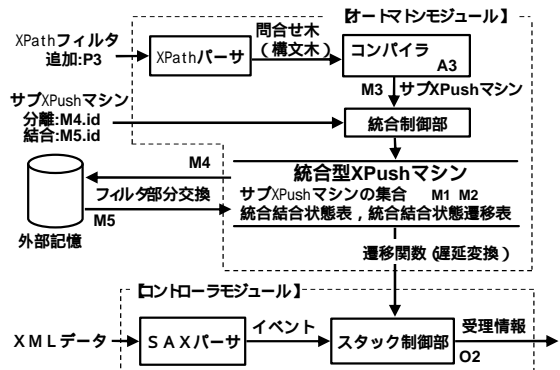 【オートマトンモジュール】
XPathフィルタ
追加:P3
XPathパーサ
問合せ木
(構文木)
コンパイラ
A3
M3 サブXPushマシン
サブXPushマシン
分離:M4.id
結合:M5.id
統合制御部
M4
フィルタ部分交換
M5
外部記憶
統合型XPushマシン
サブXPushマシンの集合 M1 M2
統合結合状態表,統合結合状態遷移表
遷移関数(遅延変換)
【コントローラモジュール】
XMLデータ
SAXパーサ
イベント
スタック制御部
受理情報
O2